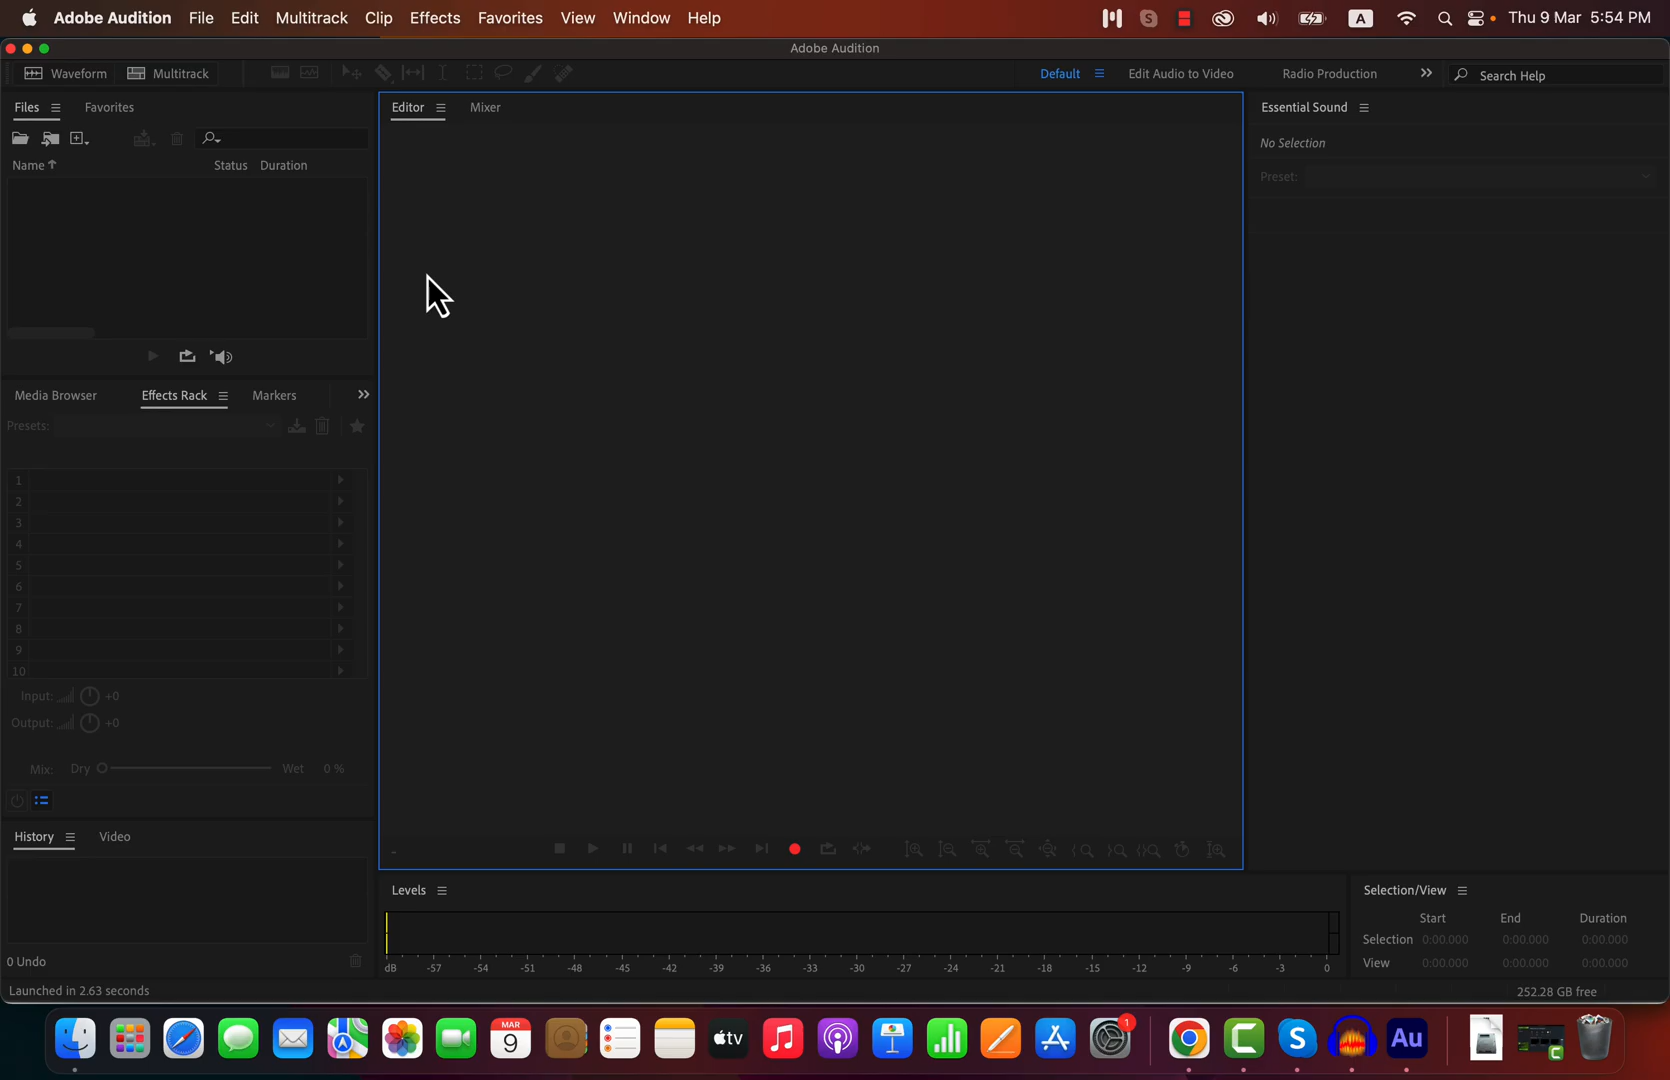 Adobe Audition File Edit Multitrack Clip Effects Favorites View Window Help
S A Thu 9 Mar 5:54 PM
Adobe Audition
Waveform Multitrack
Default Edit Audio to Video Radio Production Search Help
Files Favorites
Name Status Duration
Media Browser Effects Rack Markers
Presets:
1
2
3
4
5
6
7
8
9
10
Input: +0
Output: +0
Mix: Dry Wet 0 %
History Video
0 Undo
Launched in 2.63 seconds
Editor Mixer
Levels
dB -57 -54 -51 -48 -45 -42 -39 -36 -33 -30 -27 -24 -21 -18 -15 -12 -9 -6 -3 0
Essential Sound
No Selection
Preset:
Selection/View
Start End Duration
Selection 0:00.000 0:00.000 0:00.000
View 0:00.000 0:00.000 0:00.000
252.28 GB free
MAR
9
tv
1
C
S
Au
C